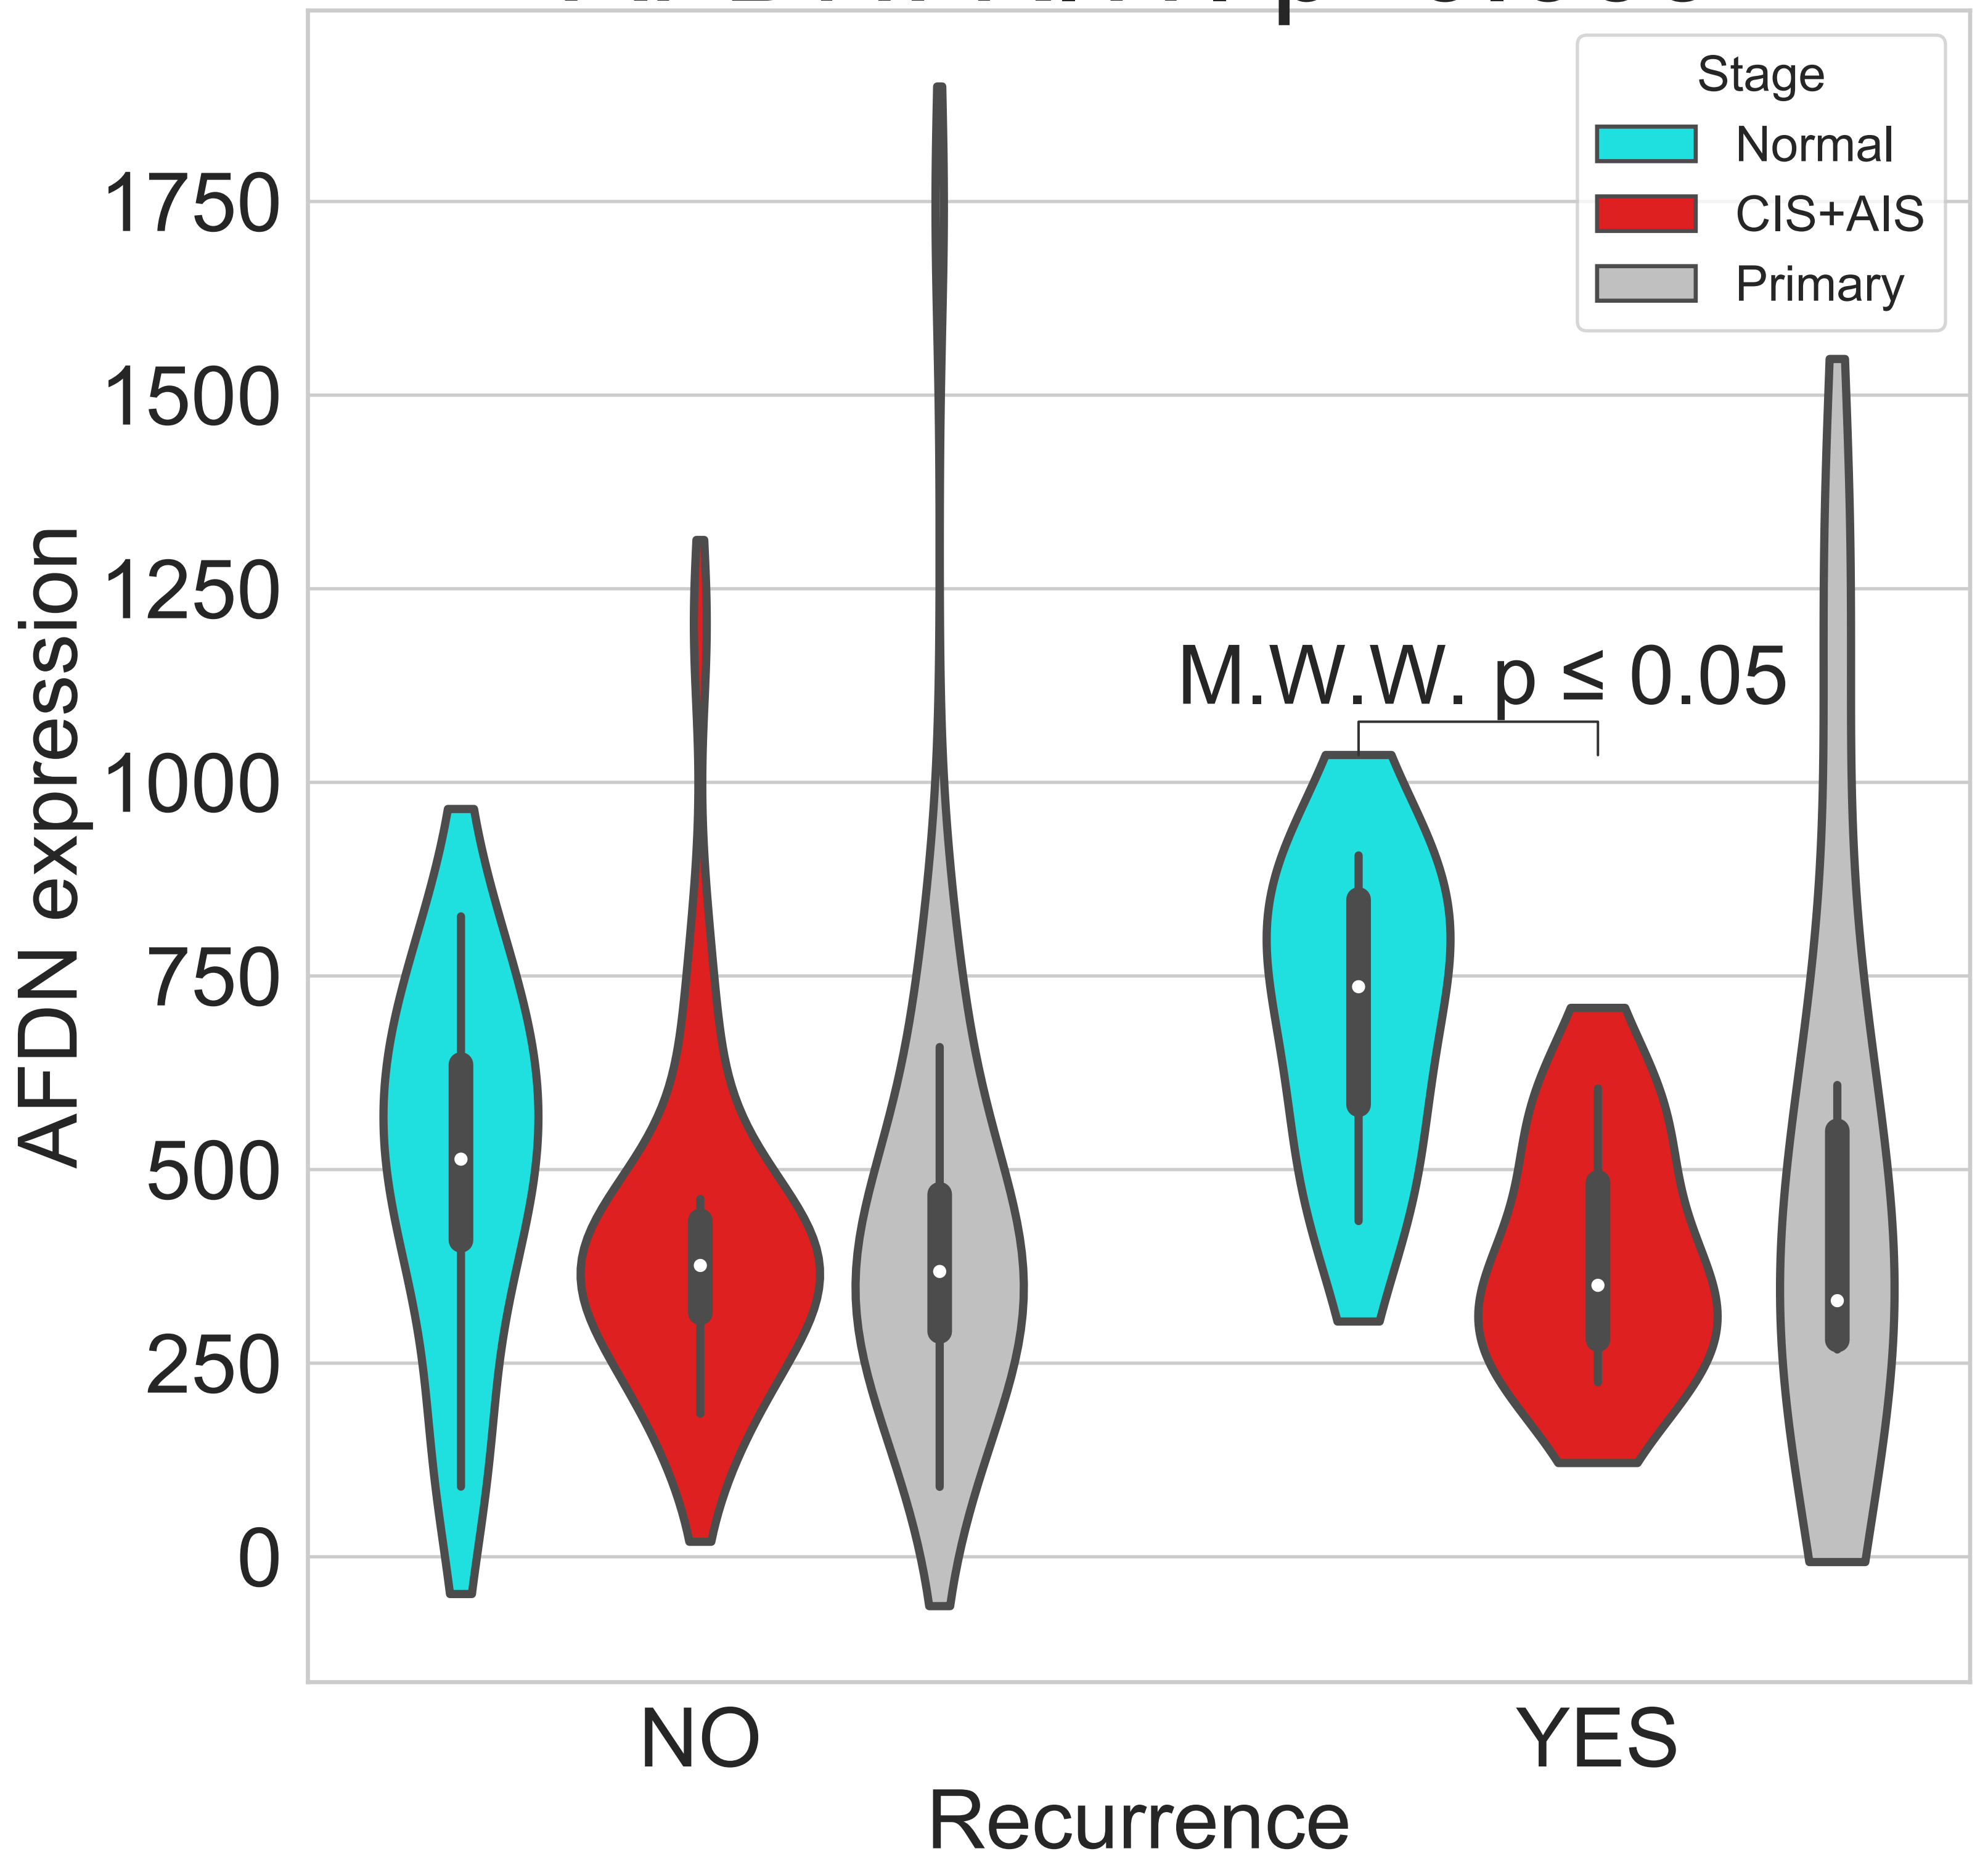 Stage
Normal
CIS+AIS
Primary
1750
1500
1250
1000
750
500
250
0
AFDN expression
M.W.W. p ≤ 0.05
NO
YES
Recurrence